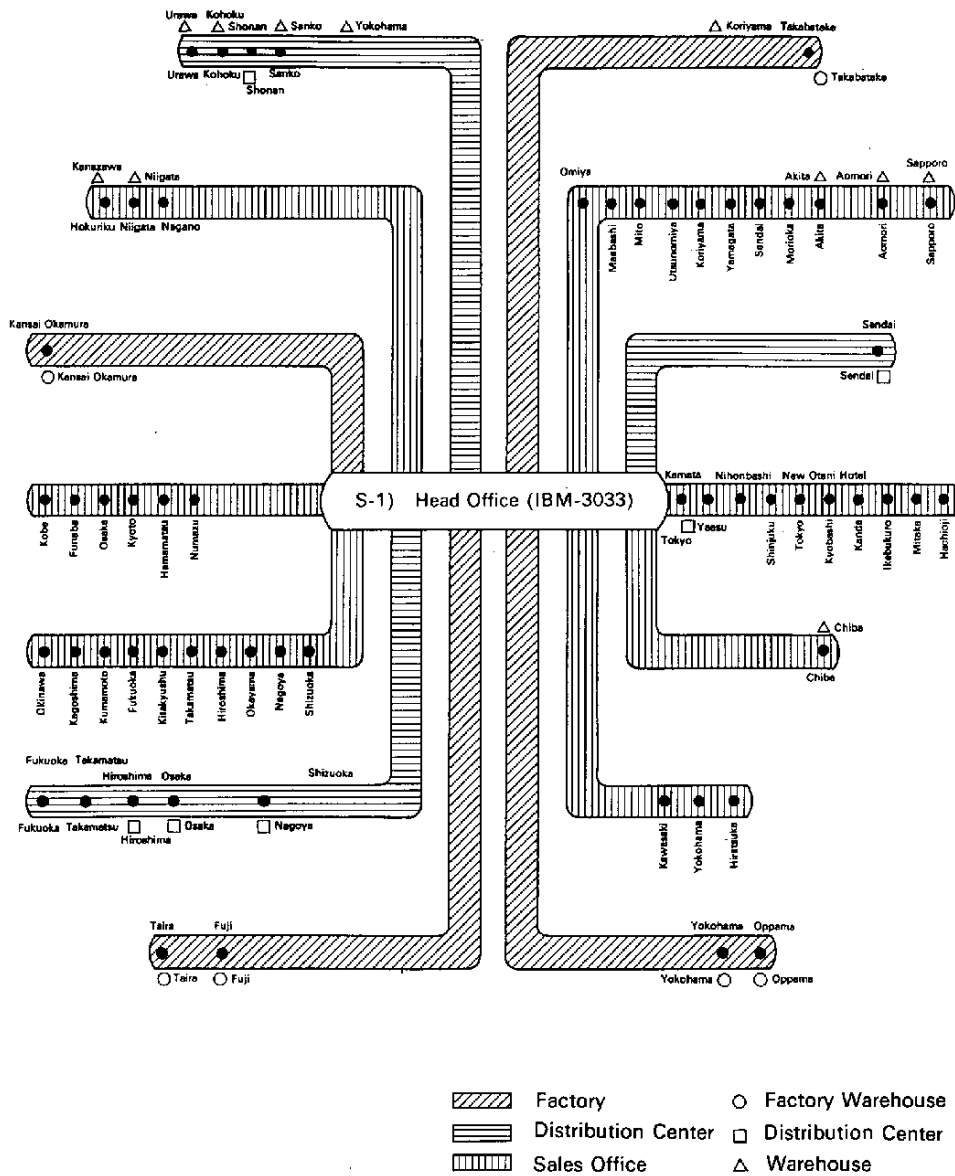 Urawa Kohoku
Shonan Sanko Yokohama
Urawa Kohoku Sanko
Shonan
Koriyama Takabatake
Takabatake
Kanazawa
Niigata
Hokuriku Niigata Nagano
Omiya Akita Aomori Sapporo
Maebashi
Mito
Utsunomiya
Koriyama
Yamagata
Sendai
Morioka
Akita
Aomori
Sapporo
Kansai Okamura
Kansai Okamura
Sendai
Sendai
S-1) Head Office (IBM-3033)
Kobe
Funaba
Osaka
Kyoto
Hamamatsu
Numazu
Kamata Nihonbashi New Otani Hotel
Tokyo
Yaesu
Shinjuku
Tokyo
Kyobashi
Kanda
Ikebukuro
Mitaka
Hachioji
Chiba
Chiba
Okinawa
Kagoshima
Kumamoto
Fukuoka
Kitakyushu
Takamatsu
Hiroshima
Okayama
Nagoya
Shizuoka
Fukuoka Takamatsu
Hiroshima Osaka Shizuoka
Fukuoka Takamatsu Osaka Nagoya
Hiroshima
Kawasaki
Yokohama
Hiratsuka
Taira Fuji
Taira Fuji
Yokohama Oppama
Yokohama Oppama
Factory Factory Warehouse
Distribution Center Distribution Center
Sales Office Warehouse